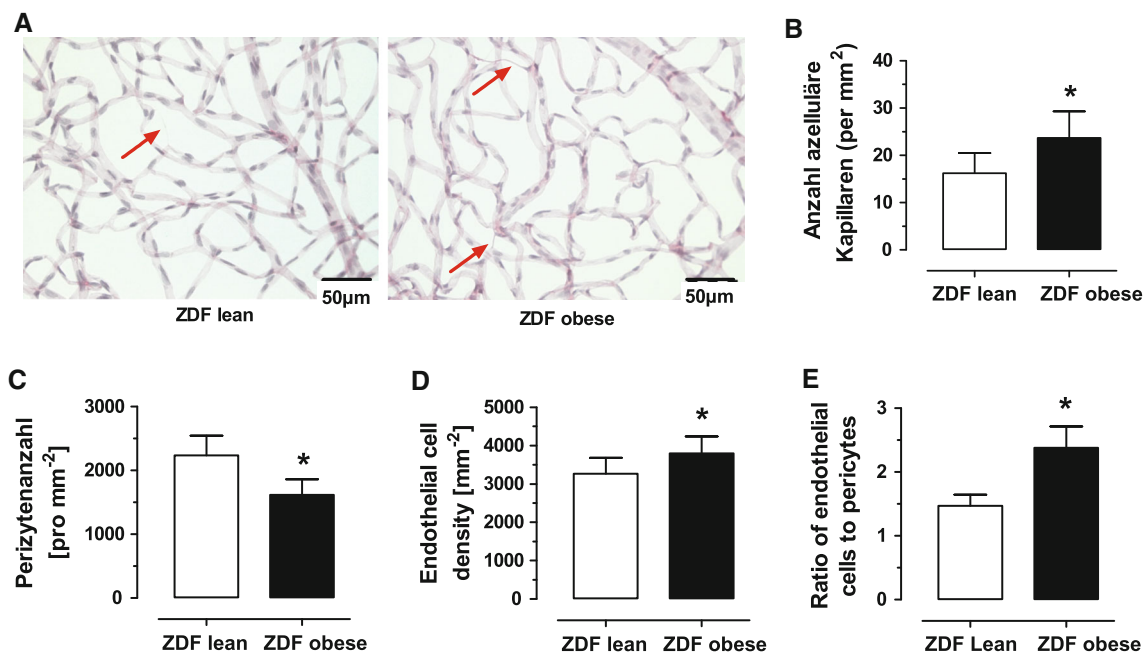 A
50µm
ZDF lean
50µm
ZDF obese
B
Anzahl azelluläre
Kapillaren (per mm²)
40
30
20
10
0
*
ZDF lean
ZDF obese
C
Perizytenanzahl
[pro mm⁻²]
3000
2000
1000
0
*
ZDF lean
ZDF obese
D
Endothelial cell
density [mm⁻²]
5000
4000
3000
2000
1000
0
*
ZDF lean
ZDF obese
E
Ratio of endothelial
cells to pericytes
3
2
1
0
*
ZDF Lean
ZDF obese